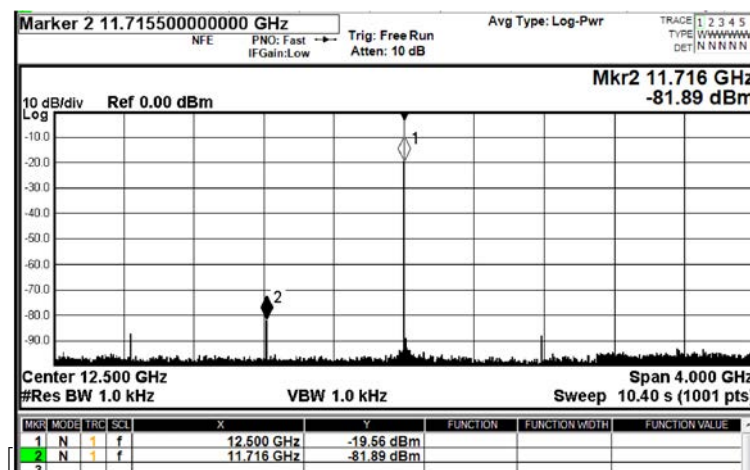 Marker 2 11.715500000000 GHz
NFE
PNO: Fast
IFGain:Low
Trig: Free Run
Atten: 10 dB
Avg Type: Log-Pwr
TRACE 1 2 3 4 5
TYPE W W W W W
DET N N N N N
Mkr2 11.716 GHz
-81.89 dBm
10 dB/div Ref 0.00 dBm
Log
-10.0
-20.0
-30.0
-40.0
-50.0
-60.0
-70.0
-80.0
-90.0
1
2
Center 12.500 GHz
Span 4.000 GHz
#Res BW 1.0 kHz
VBW 1.0 kHz
Sweep 10.40 s (1001 pts)
MKR MODE TRC SCL X Y FUNCTION FUNCTION WIDTH FUNCTION VALUE
1 N 1 f 12.500 GHz -19.56 dBm
2 N 1 f 11.716 GHz -81.89 dBm
3